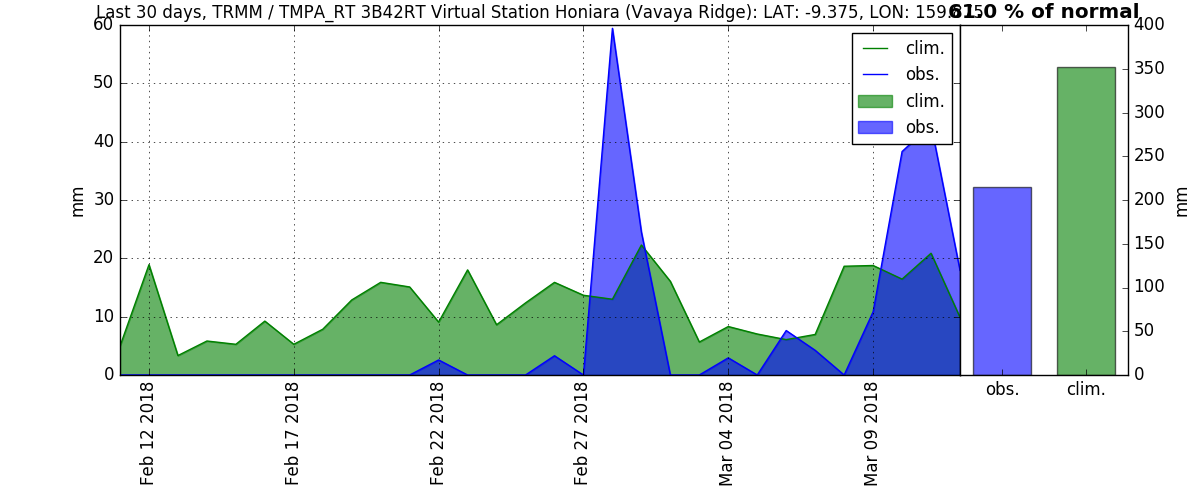 Last 30 days, TRMM / TMPA_RT 3B42RT Virtual Station Honiara (Vavaya Ridge): LAT: -9.375, LON:
61.0 % of normal
60
50
40
30
20
10
0
mm
clim.
obs.
clim.
obs.
Feb 12 2018
Feb 17 2018
Feb 22 2018
Feb 27 2018
Mar 04 2018
Mar 09 2018
400
350
300
250
200
150
100
50
0
mm
obs.
clim.